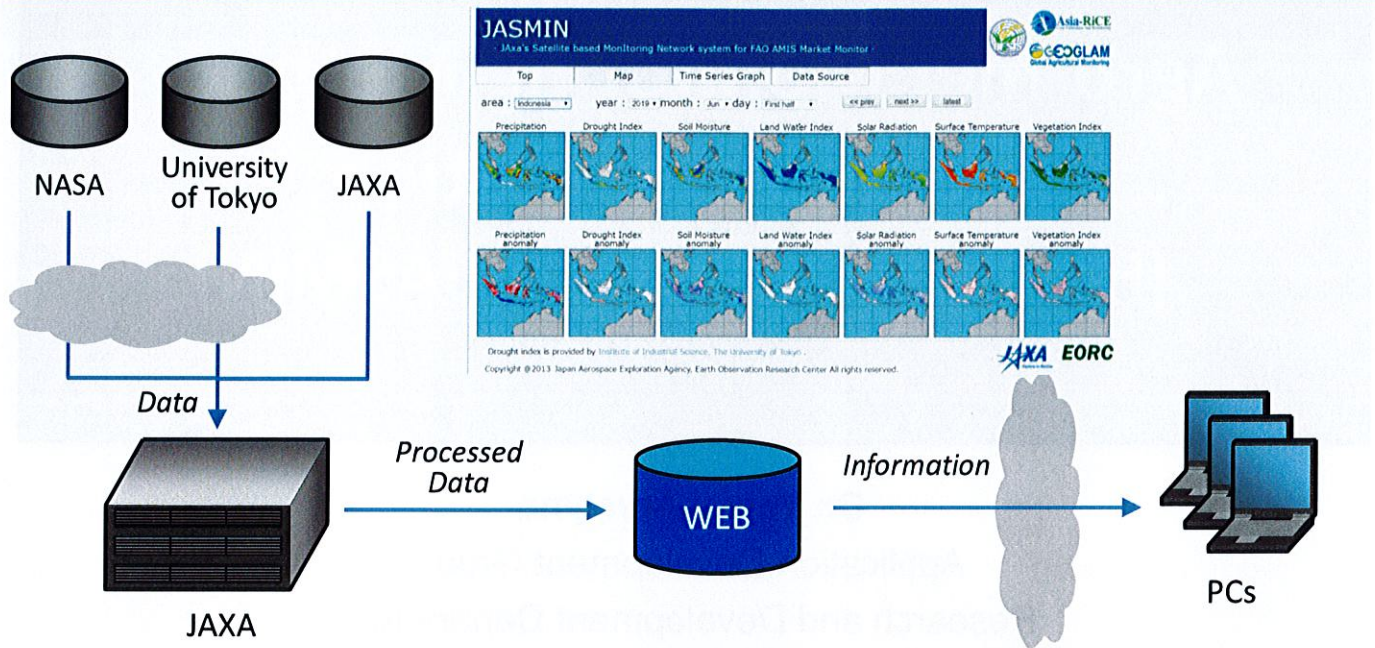 JASMIN
- JAxa's Satellite based MonItoring Network system for FAO AMIS Market Monitor -
Asia-RiCE
GEOGLAM
Global Agricultural Monitoring
Top Map Time Series Graph Data Source
area : Indonesia year : 2019 month : Jun day : First half << prev next >> latest
Precipitation Drought Index Soil Moisture Land Water Index Solar Radiation Surface Temperature Vegetation Index
Precipitation anomaly Drought Index anomaly Soil Moisture anomaly Land Water Index anomaly Solar Radiation anomaly Surface Temperature anomaly Vegetation Index anomaly
Drought index is provided by Institute of Industrial Science, The University of Tokyo .
JAXA EORC
Copyright @2013 Japan Aerospace Exploration Agency, Earth Observation Research Center All rights reserved.
NASA
University
of Tokyo
JAXA
Data
JAXA
Processed
Data
WEB
Information
PCs